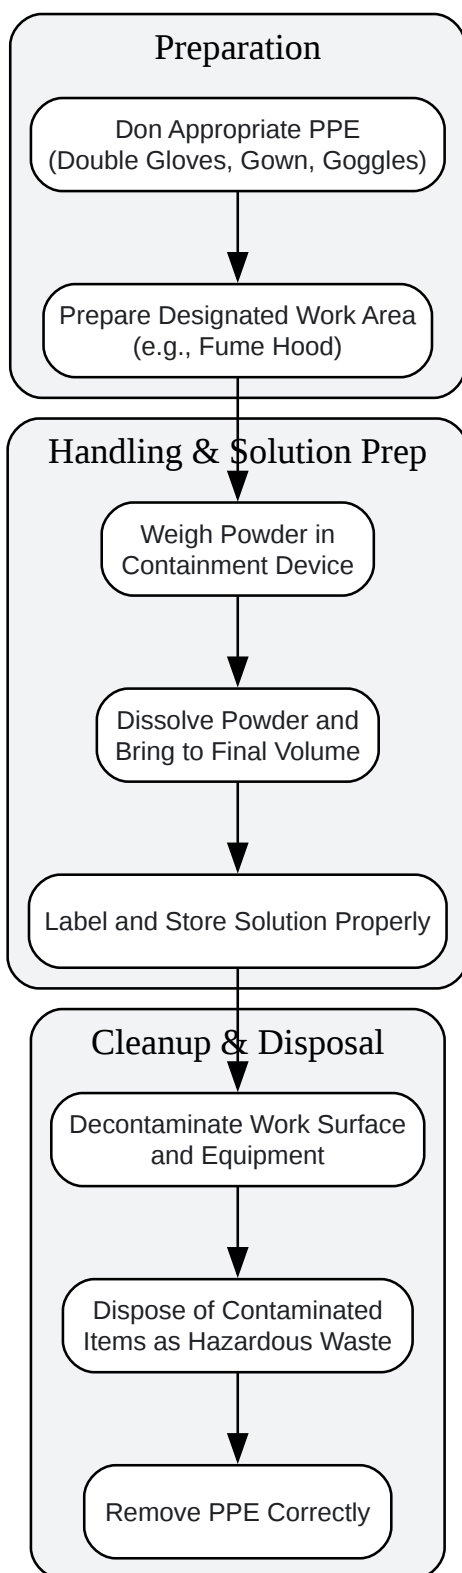 Preparation
Don Appropriate PPE
(Double Gloves, Gown, Goggles)
Prepare Designated Work Area
(e.g., Fume Hood)
Handling & Solution Prep
Weigh Powder in
Containment Device
Dissolve Powder and
Bring to Final Volume
Label and Store Solution Properly
Cleanup & Disposal
Decontaminate Work Surface
and Equipment
Dispose of Contaminated
Items as Hazardous Waste
Remove PPE Correctly